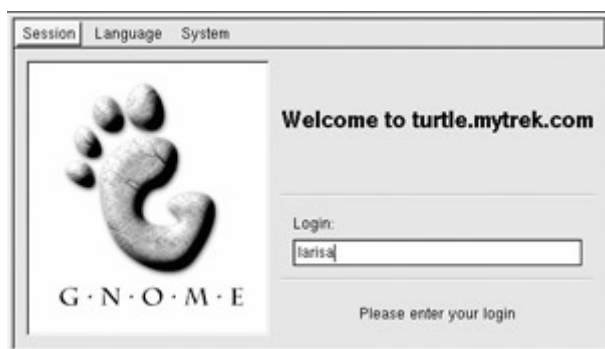 Session Language System
Welcome to turtle.mytrek.com
Login:
larisa
G·N·O·M·E
Please enter your login